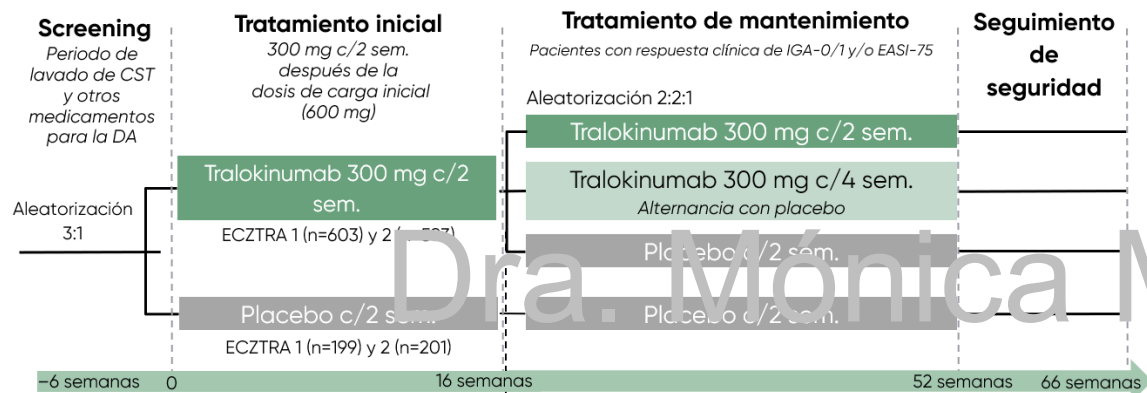 Screening
Periodo de
lavado de CST
y otros
medicamentos
para la DA
Aleatorización
3:1
Tratamiento inicial
300 mg c/2 sem.
después de la
dosis de carga inicial
(600 mg)
Tralokinumab 300 mg c/2
sem.
ECZTRA 1 (n=603) y 2
Placebo c/2 sem.
ECZTRA 1 (n=199) y 2 (n=201)
Tratamiento de mantenimiento
Pacientes con respuesta clínica de IGA-0/1 y/o EASI-75
Aleatorización 2:2:1
Tralokinumab 300 mg c/2 sem.
Tralokinumab 300 mg c/4 sem.
Alternancia con placebo
Placebo c/2 sem.
Placebo c/2 sem.
Seguimiento
de
seguridad
Dra. Mónica M
–6 semanas 0 16 semanas 52 semanas 66 semanas